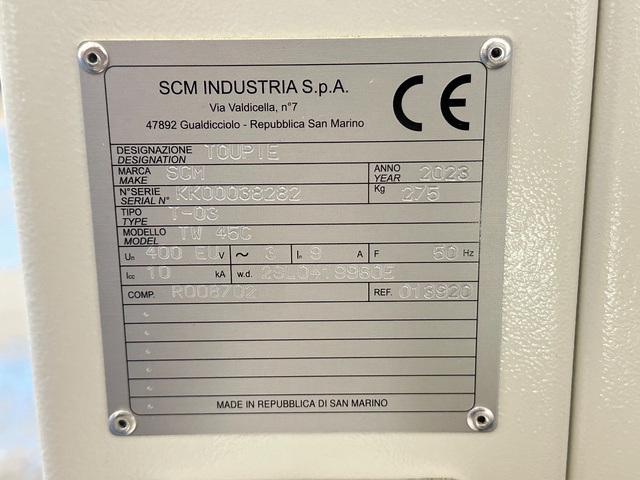 SCM INDUSTRIA S.p.A.
Via Valdicella, n°7
47892 Gualdicciolo - Repubblica San Marino
CE
DESIGNAZIONE TOUPIE
DESIGNATION
MARCA SCM ANNO 2023
MAKE YEAR
N°SERIE KK00038282 Kg 275
SERIAL N°
TIPO T-03
TYPE
MODELLO TW 45C
MODEL
Un 400 EU V ~ 3 In 9 A F 50 Hz
Icc 10 kA w.d.
COMP. R008702 REF. 013920
MADE IN REPUBBLICA DI SAN MARINO